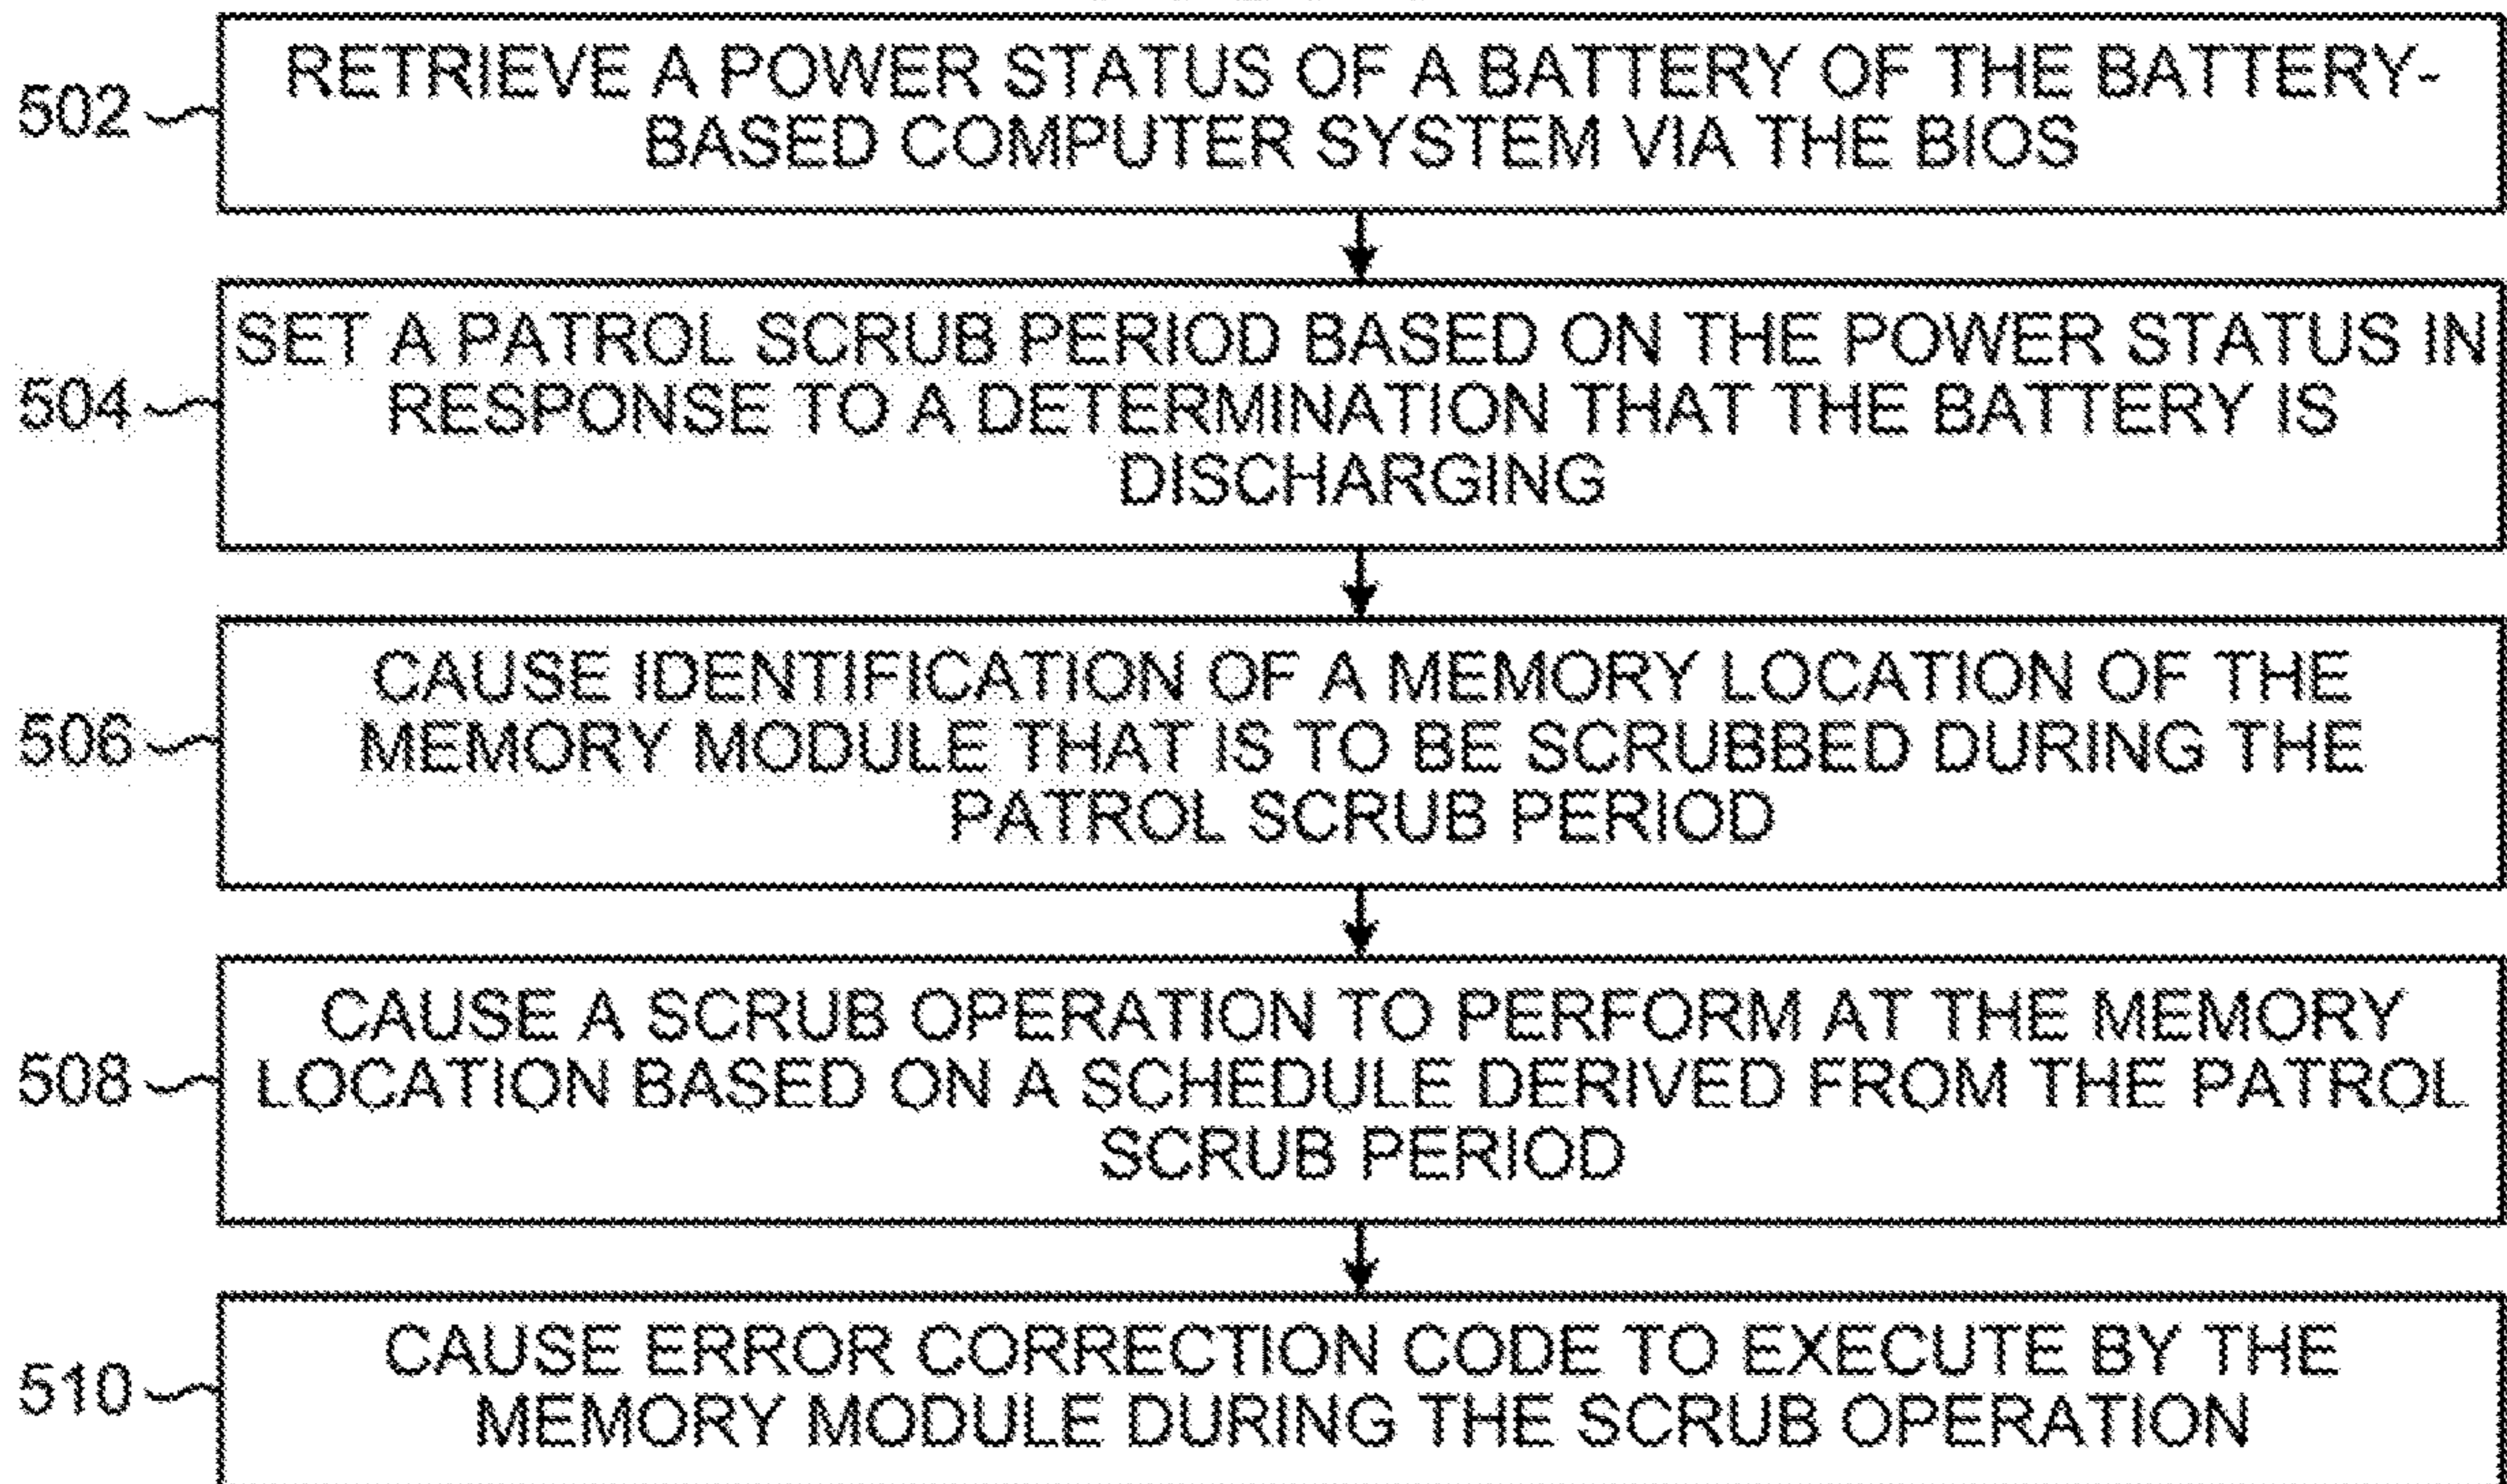 502
RETRIEVE A POWER STATUS OF A BATTERY OF THE BATTERY-
BASED COMPUTER SYSTEM VIA THE BIOS
504
SET A PATROL SCRUB PERIOD BASED ON THE POWER STATUS IN
RESPONSE TO A DETERMINATION THAT THE BATTERY IS
DISCHARGING
506
CAUSE IDENTIFICATION OF A MEMORY LOCATION OF THE
MEMORY MODULE THAT IS TO BE SCRUBBED DURING THE
PATROL SCRUB PERIOD
508
CAUSE A SCRUB OPERATION TO PERFORM AT THE MEMORY
LOCATION BASED ON A SCHEDULE DERIVED FROM THE PATROL
SCRUB PERIOD
510
CAUSE ERROR CORRECTION CODE TO EXECUTE BY THE
MEMORY MODULE DURING THE SCRUB OPERATION